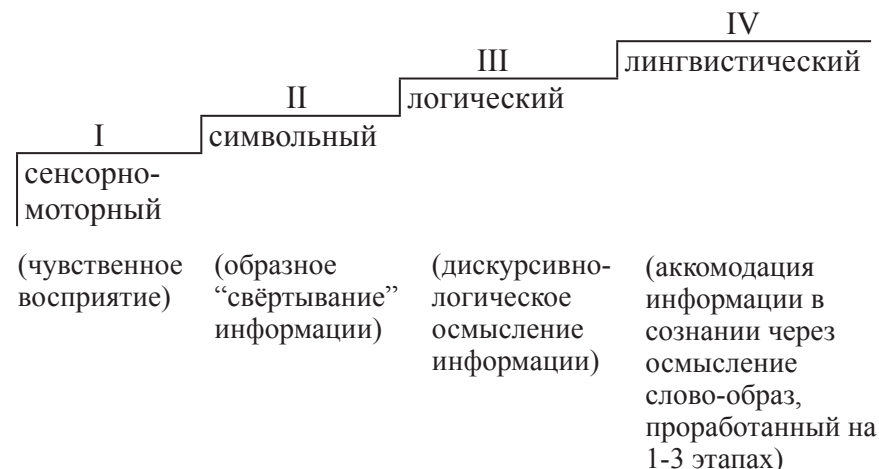 IV
III
лингвистический
II
логический
I
символьный
сенсорно-
моторный
(чувственное
восприятие)
(образное
“свёртывание”
информации)
(дискурсивно-
логическое
осмысление
информации)
(аккомодация
информации в
сознании через
осмысление
слово-образ,
проработанный на
1-3 этапах)